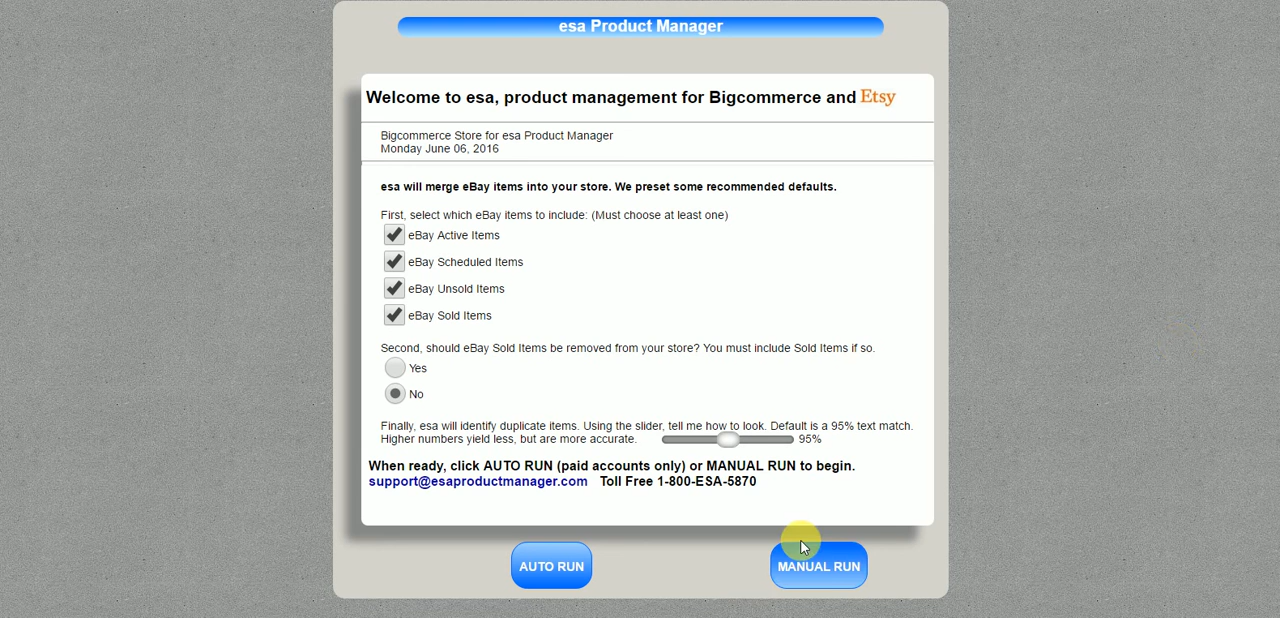 esa Product Manager
Welcome to esa, product management for Bigcommerce and Etsy
Bigcommerce Store for esa Product Manager
Monday June 06, 2016
esa will merge eBay items into your store. We preset some recommended defaults.
First, select which eBay items to include: (Must choose at least one)
eBay Active Items
eBay Scheduled Items
eBay Unsold Items
eBay Sold Items
Second, should eBay Sold Items be removed from your store? You must include Sold Items if so.
Yes
No
Finally, esa will identify duplicate items. Using the slider, tell me how to look. Default is a 95% text match.
Higher numbers yield less, but are more accurate. 95%
When ready, click AUTO RUN (paid accounts only) or MANUAL RUN to begin.
support@esaproductmanager.com Toll Free 1-800-ESA-5870
AUTO RUN MANUAL RUN